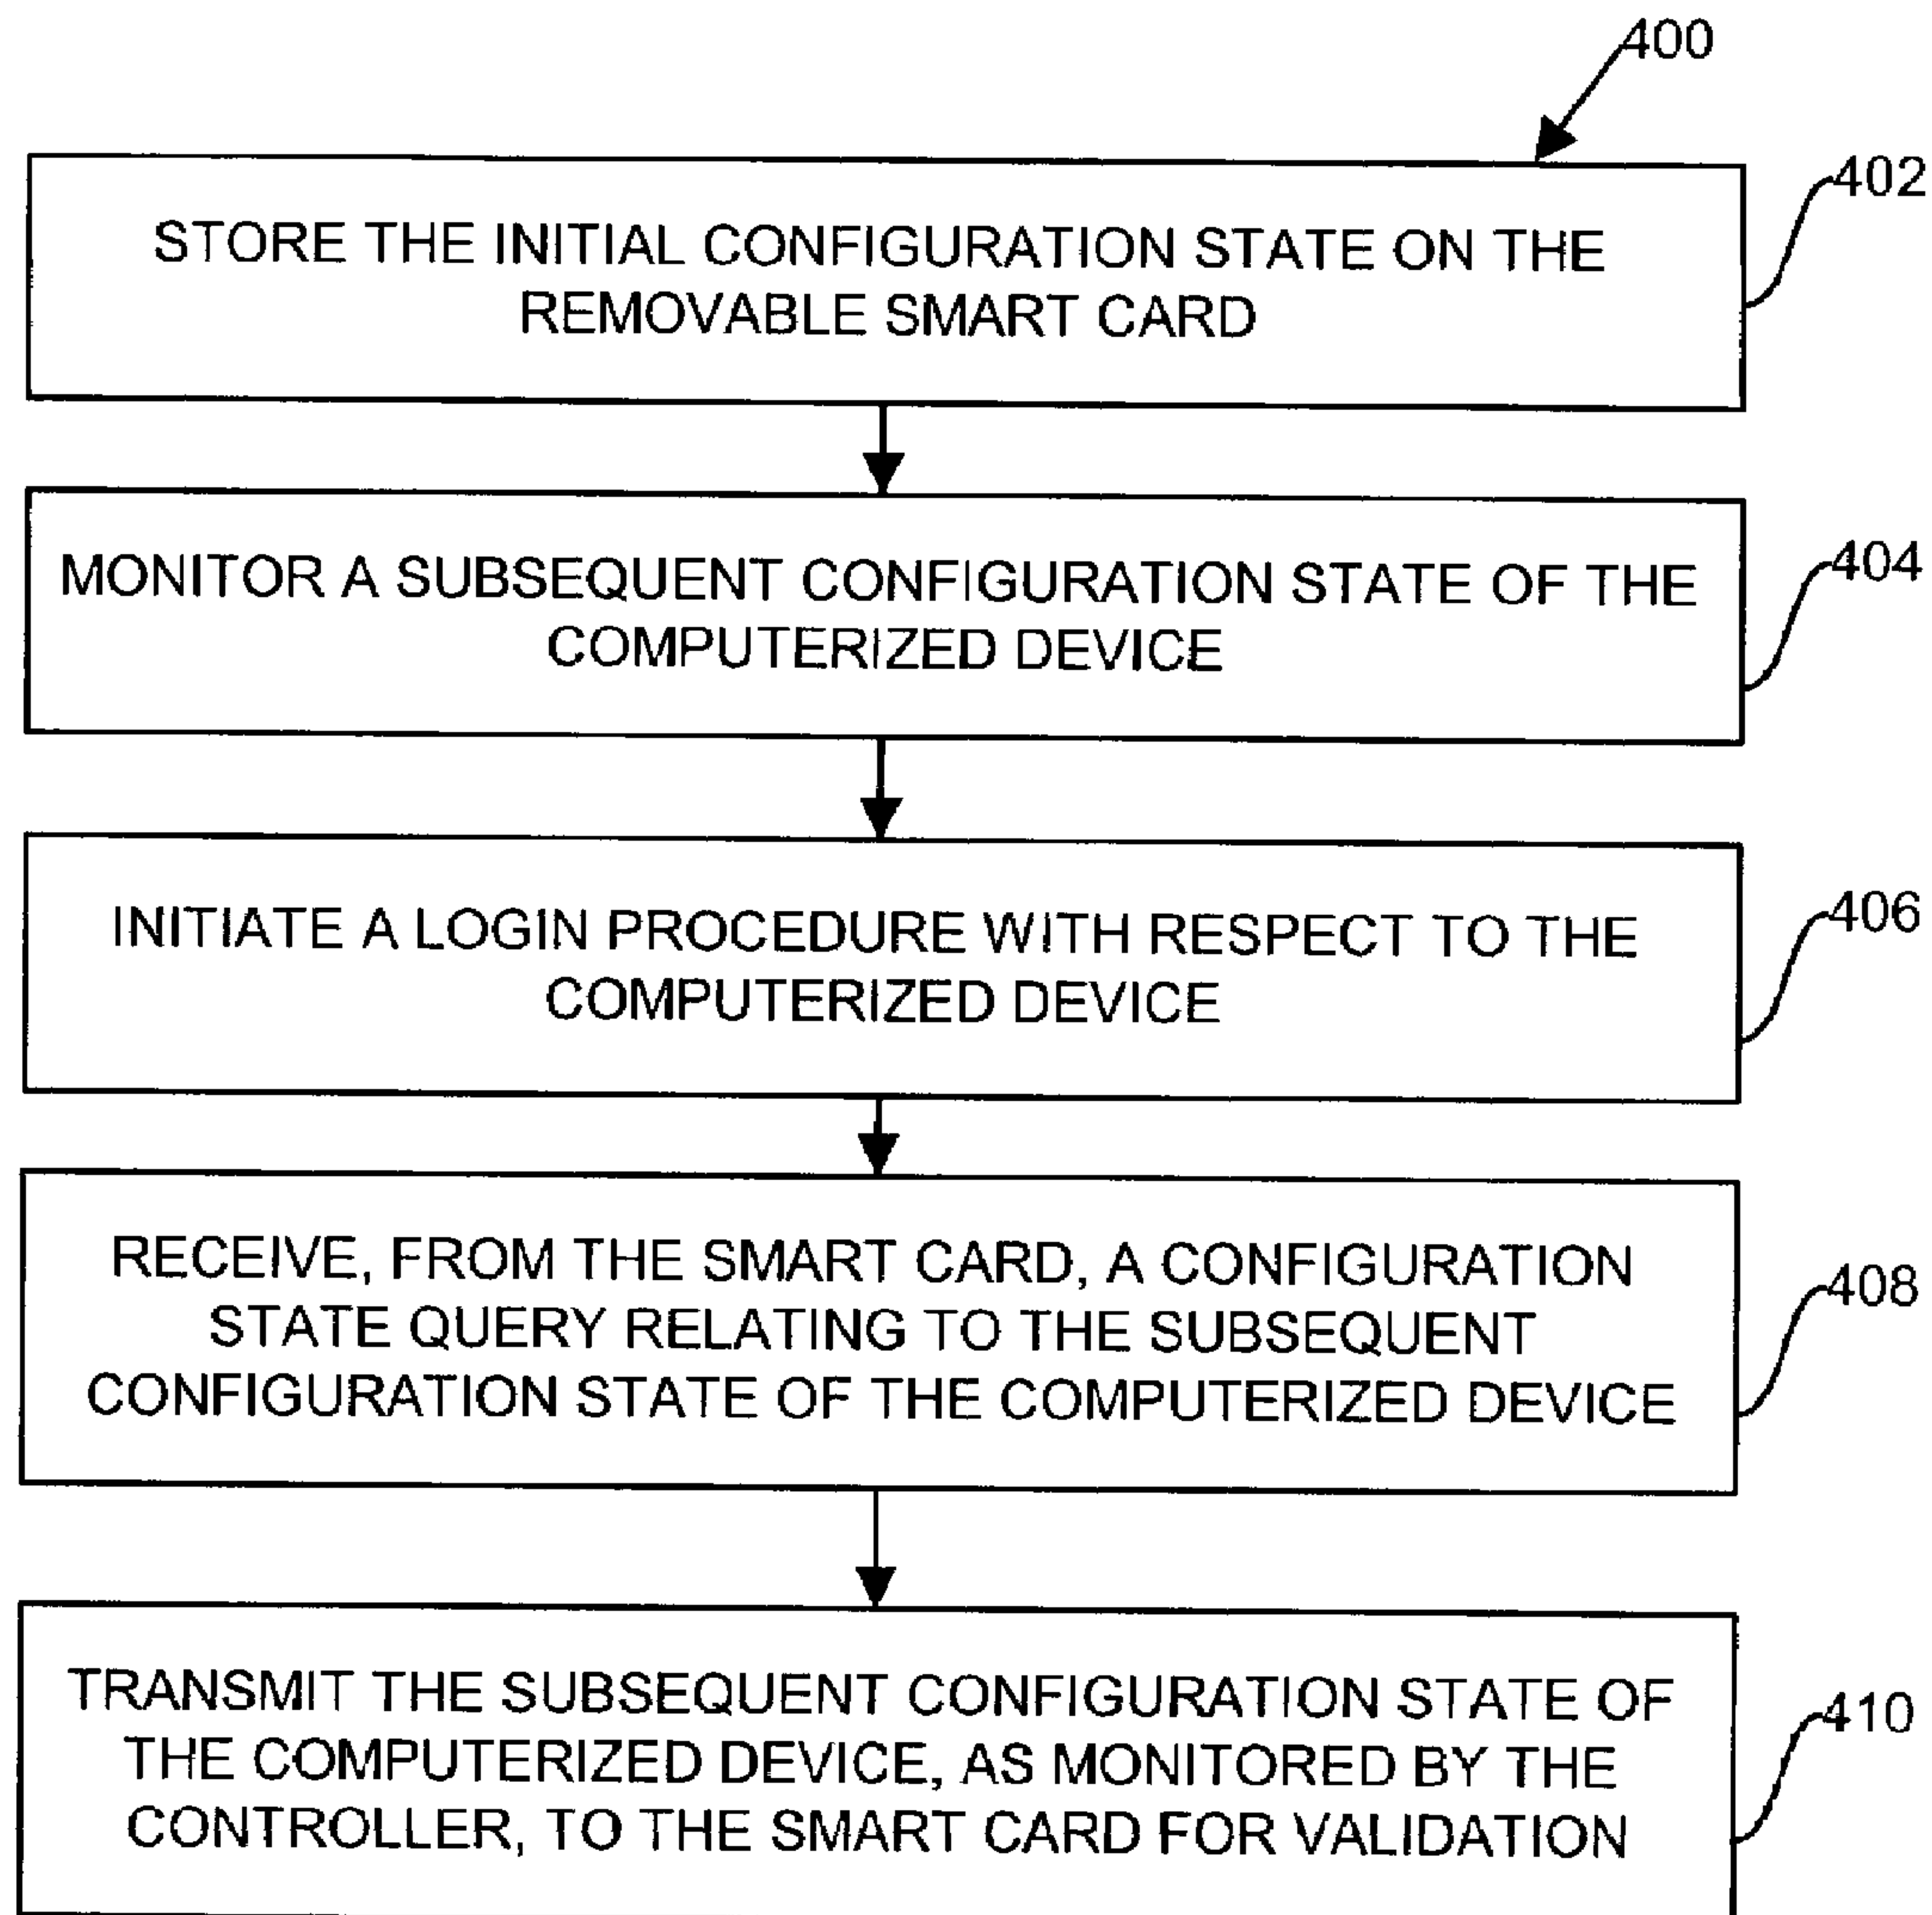 400
402
STORE THE INITIAL CONFIGURATION STATE ON THE
REMOVABLE SMART CARD
404
MONITOR A SUBSEQUENT CONFIGURATION STATE OF THE
COMPUTERIZED DEVICE
406
INITIATE A LOGIN PROCEDURE WITH RESPECT TO THE
COMPUTERIZED DEVICE
408
RECEIVE, FROM THE SMART CARD, A CONFIGURATION
STATE QUERY RELATING TO THE SUBSEQUENT
CONFIGURATION STATE OF THE COMPUTERIZED DEVICE
410
TRANSMIT THE SUBSEQUENT CONFIGURATION STATE OF
THE COMPUTERIZED DEVICE, AS MONITORED BY THE
CONTROLLER, TO THE SMART CARD FOR VALIDATION